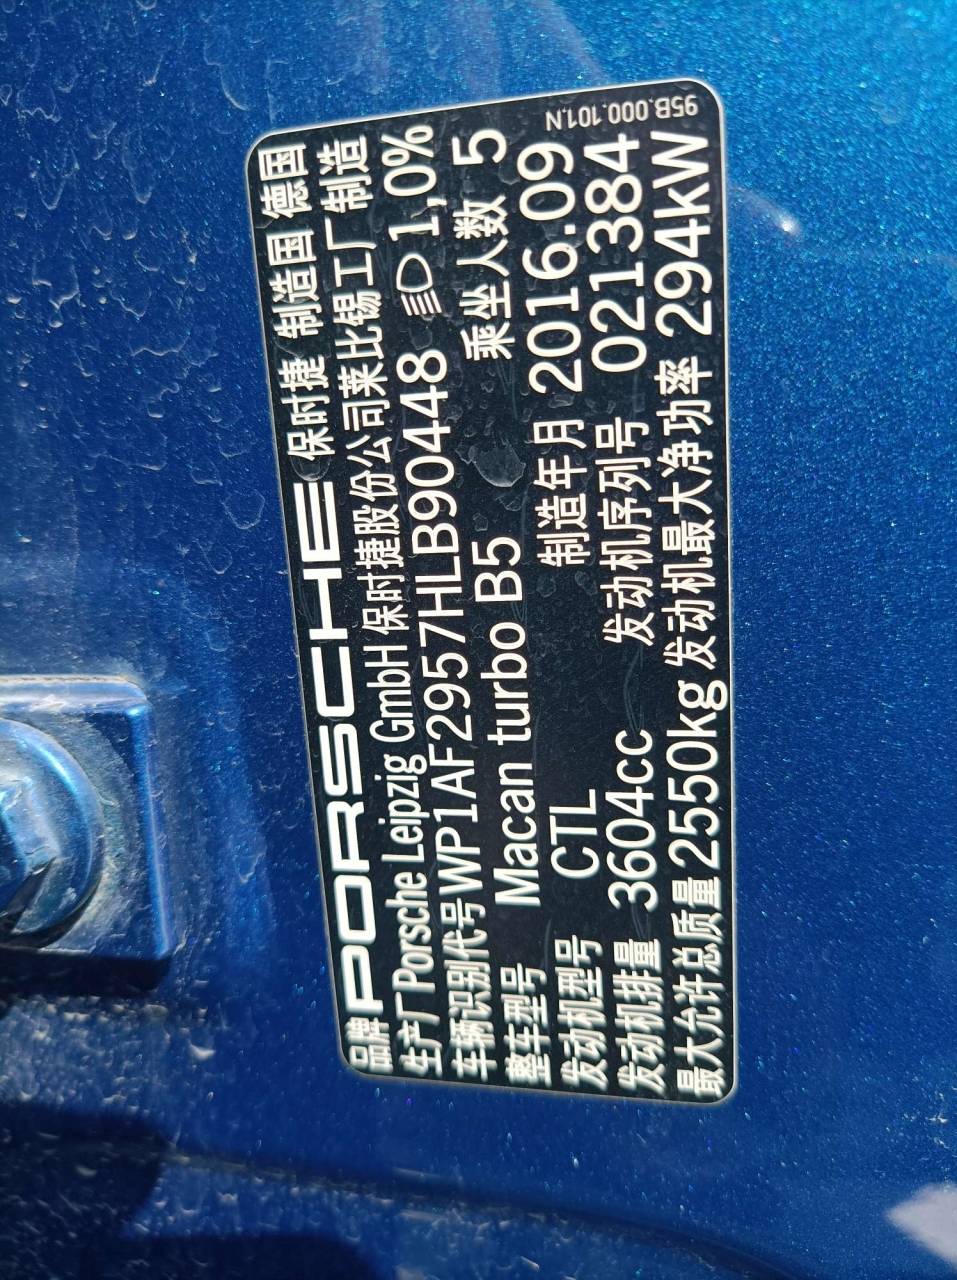 95B.000.101.N
品牌 PORSCHE 保时捷 制造国 德国
生产厂 Porsche Leipzig GmbH 保时捷股份公司莱比锡工厂 制造
车辆识别代号 WP1AF2957HLB90448 1,0%
整车型号 Macan turbo B5 乘坐人数 5
发动机型号 CTL 制造年月 2016.09
发动机排量 3604cc 发动机序列号 021384
最大允许总质量 2550kg 发动机最大净功率 294kW